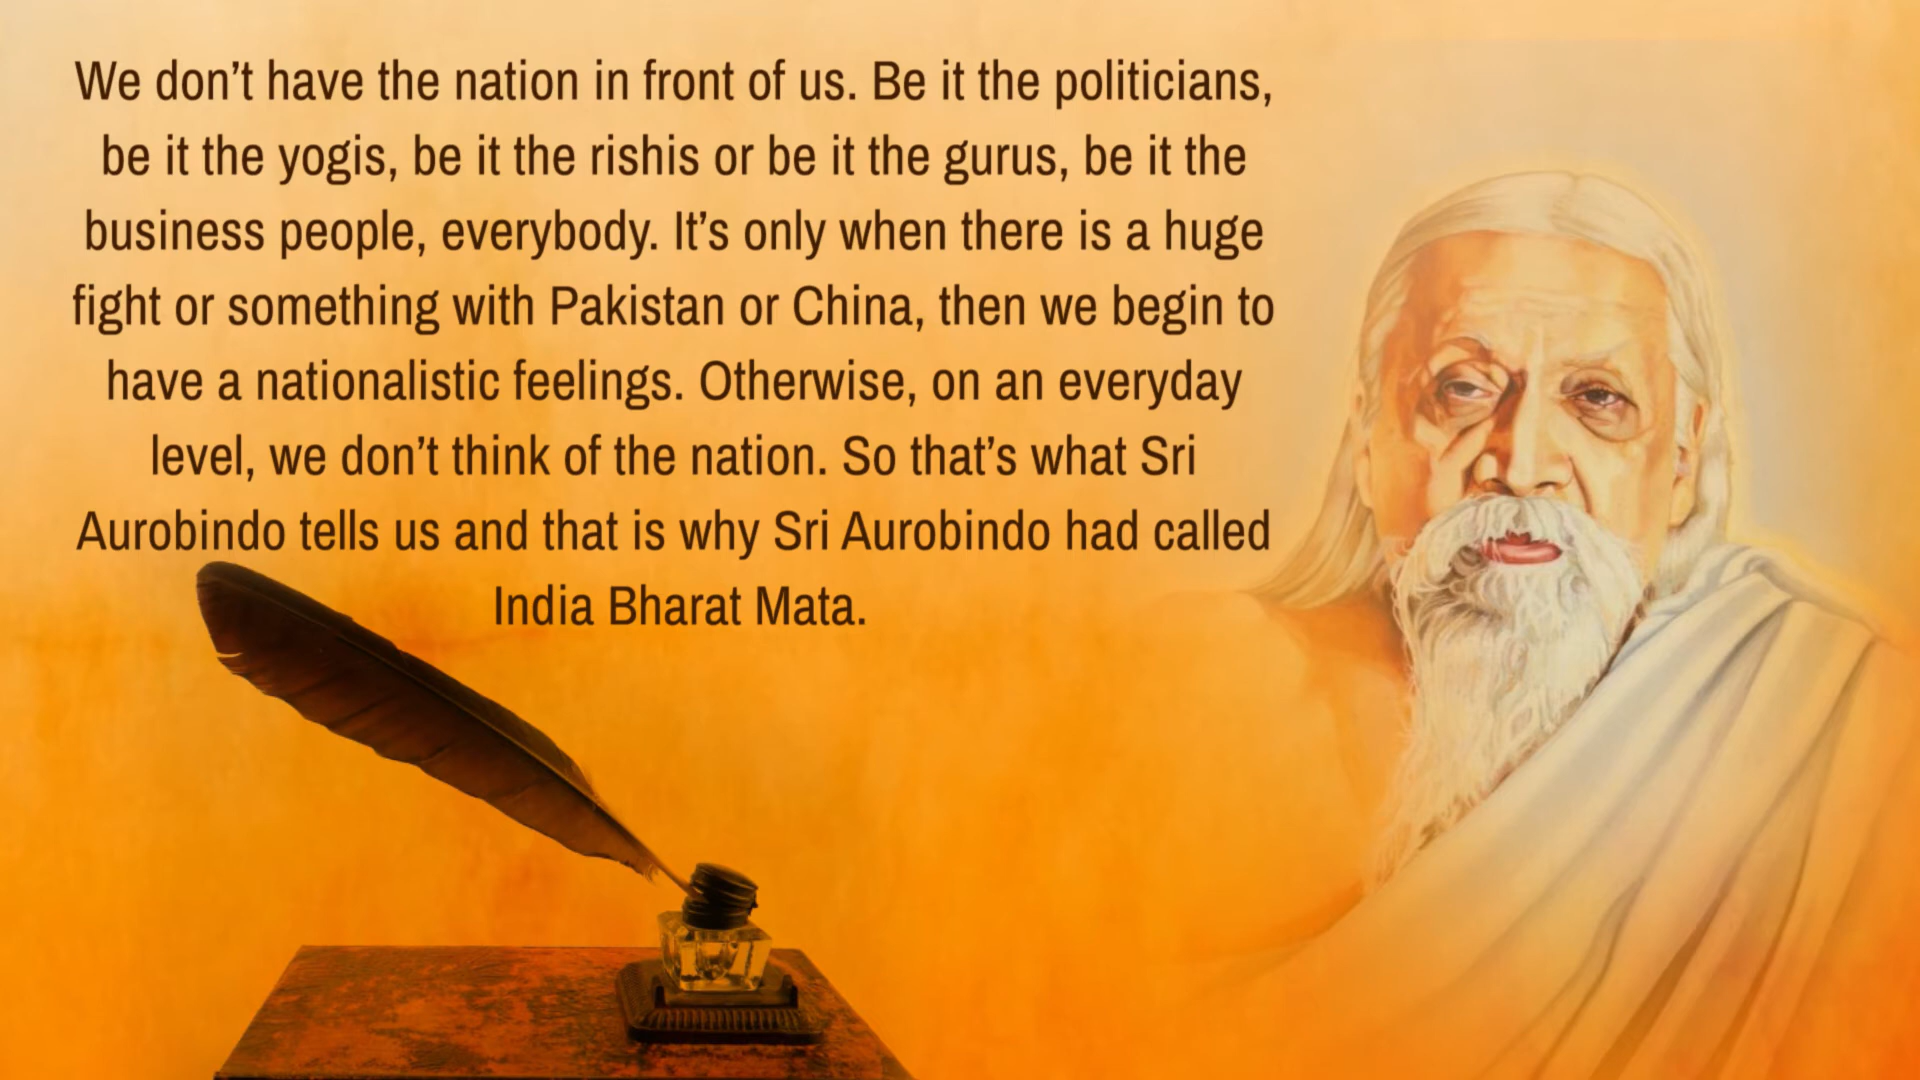 We don’t have the nation in front of us. Be it the politicians,
be it the yogis, be it the rishis or be it the gurus, be it the
business people, everybody. It’s only when there is a huge
fight or something with Pakistan or China, then we begin to
have a nationalistic feelings. Otherwise, on an everyday
level, we don’t think of the nation. So that’s what Sri
Aurobindo tells us and that is why Sri Aurobindo had called
India Bharat Mata.